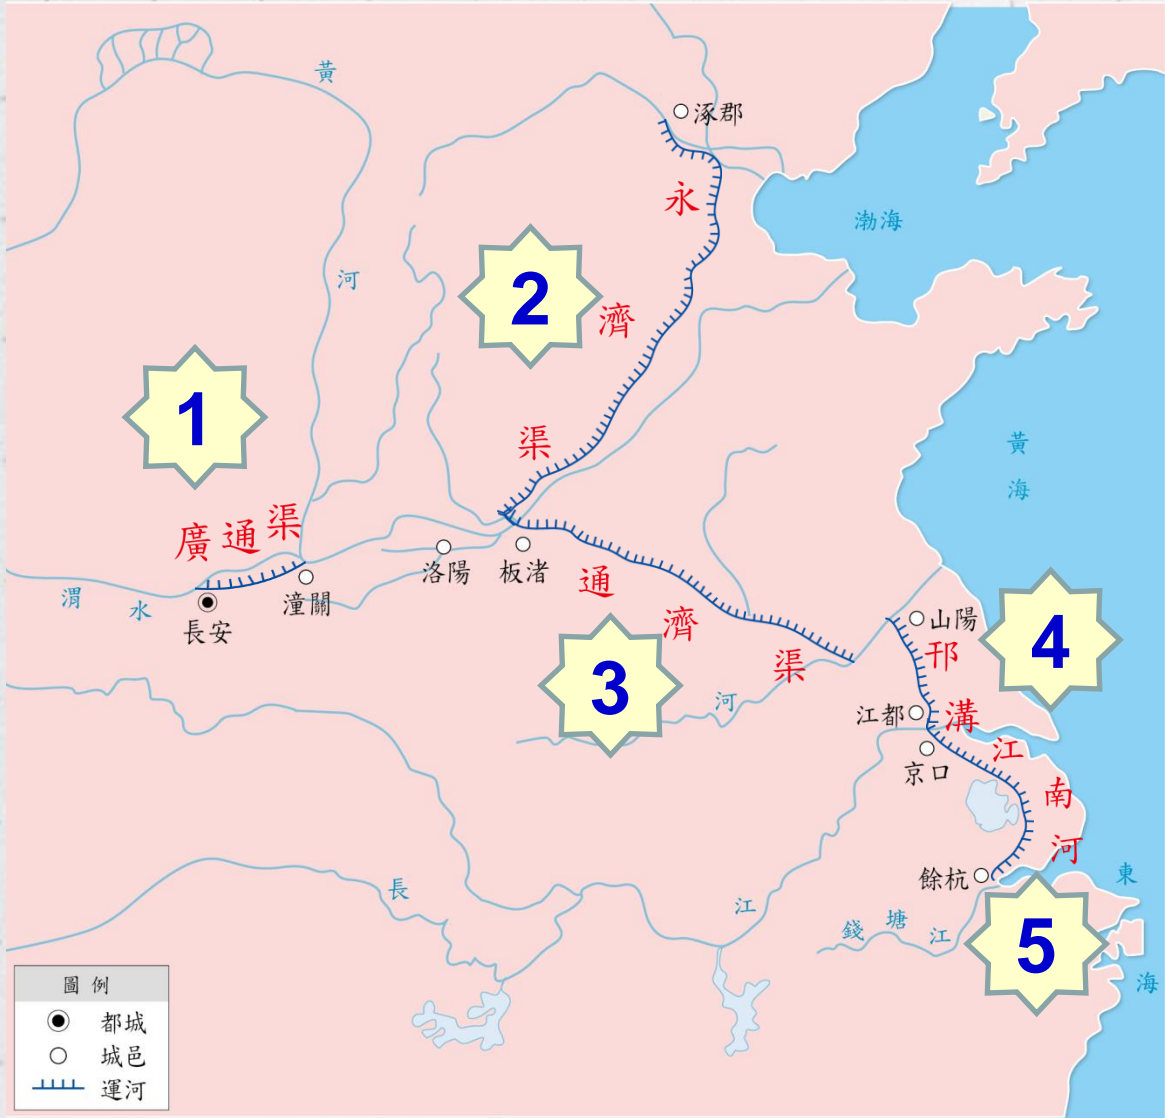 黃
河
涿郡
渤海
永
濟
渠
2
1
廣通渠
渭水
長安
潼關
洛陽
板渚
通
濟
渠
3
河
黃
海
山陽
邗
溝
4
江都
京口
江
南
河
餘杭
5
東
海
錢塘江
長
江
圖例
都城
城邑
運河